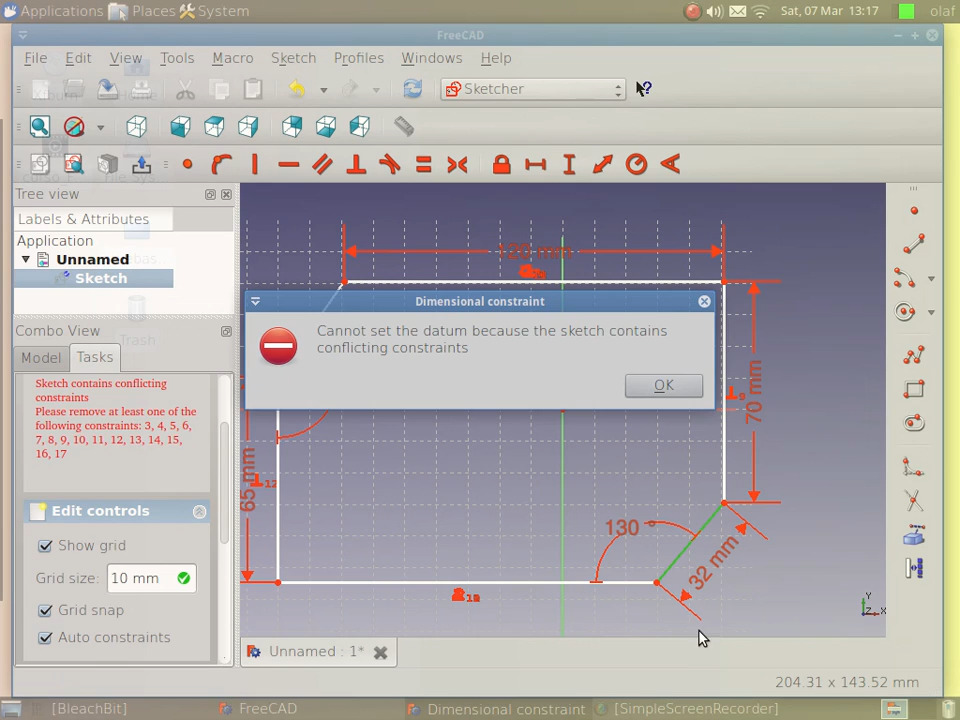 Applications Places System Sat, 07 Mar 13:17 olaf
FreeCAD
File Edit View Tools Macro Sketch Profiles Windows Help
Sketcher
Tree view
Labels & Attributes
Application
Unnamed
Sketch
Trash
Combo View
Model Tasks
Sketch contains conflicting
constraints
Please remove at least one of the
following constraints: 3, 4, 5, 6,
7, 8, 9, 10, 11, 12, 13, 14, 15,
16, 17
Edit controls
Show grid
Grid size: 10 mm
Grid snap
Auto constraints
120 mm
Dimensional constraint
Cannot set the datum because the sketch contains
conflicting constraints
OK
70 mm
65 mm
12
130 °
32 mm
Y
Z X
Unnamed : 1*
204.31 x 143.52 mm
[BleachBit] FreeCAD Dimensional constraint [SimpleScreenRecorder]